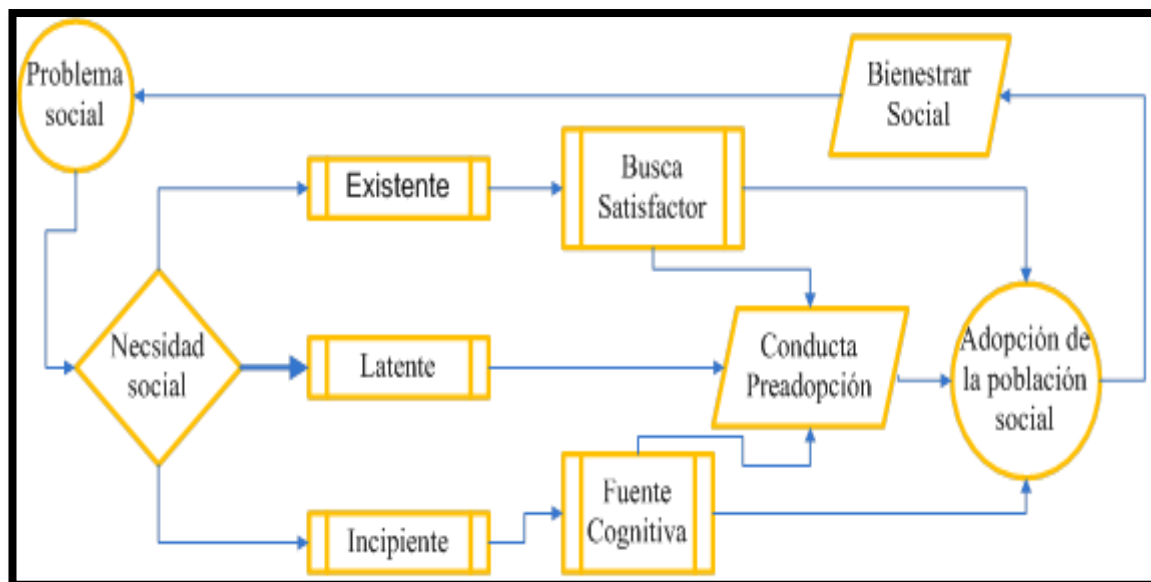 Problema
social
Bienestrar
Social
Existente
Busca
Satisfactor
Necsidad
social
Latente
Conducta
Preadopción
Adopción de
la población
social
Incipiente
Fuente
Cognitiva